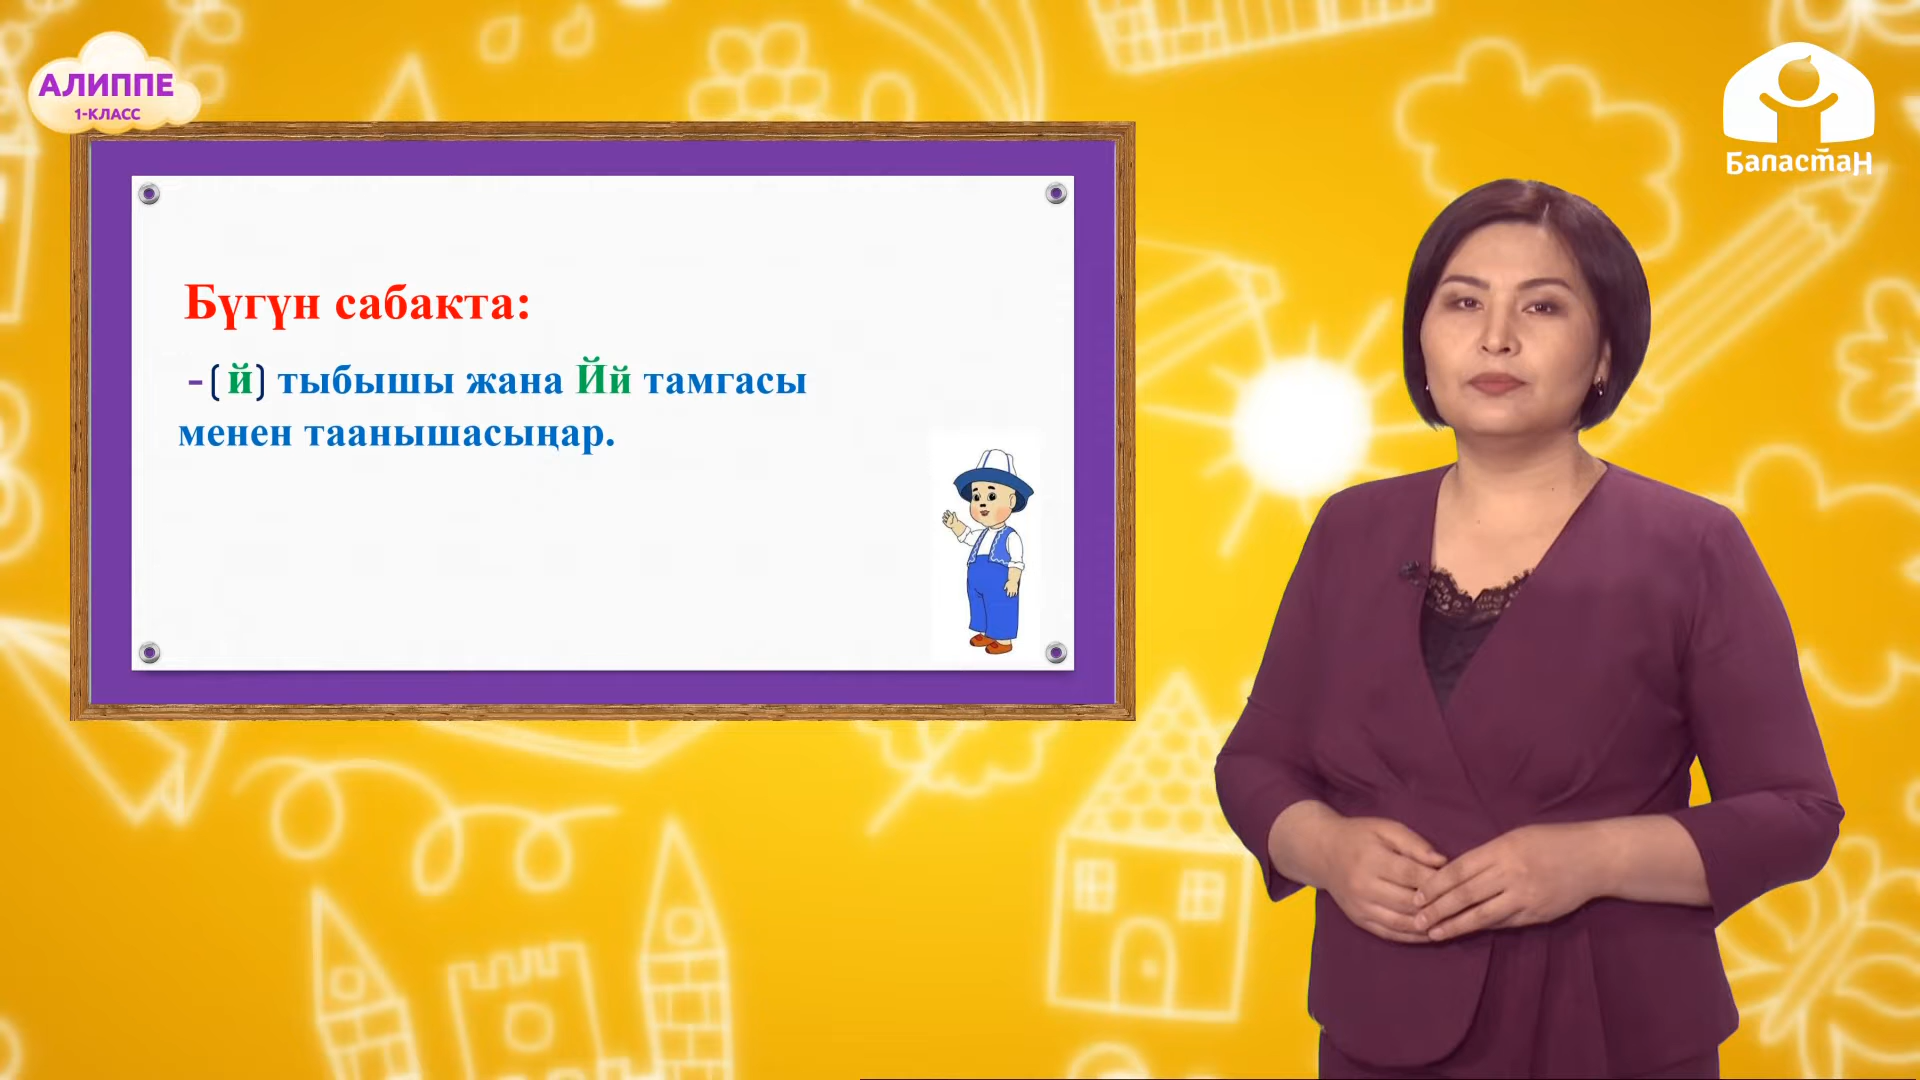 АЛИППЕ
1-КЛАСС
Баластан
Бүгүн сабакта:
-(й) тыбышы жана Йй тамгасы
менен таанышасыңар.